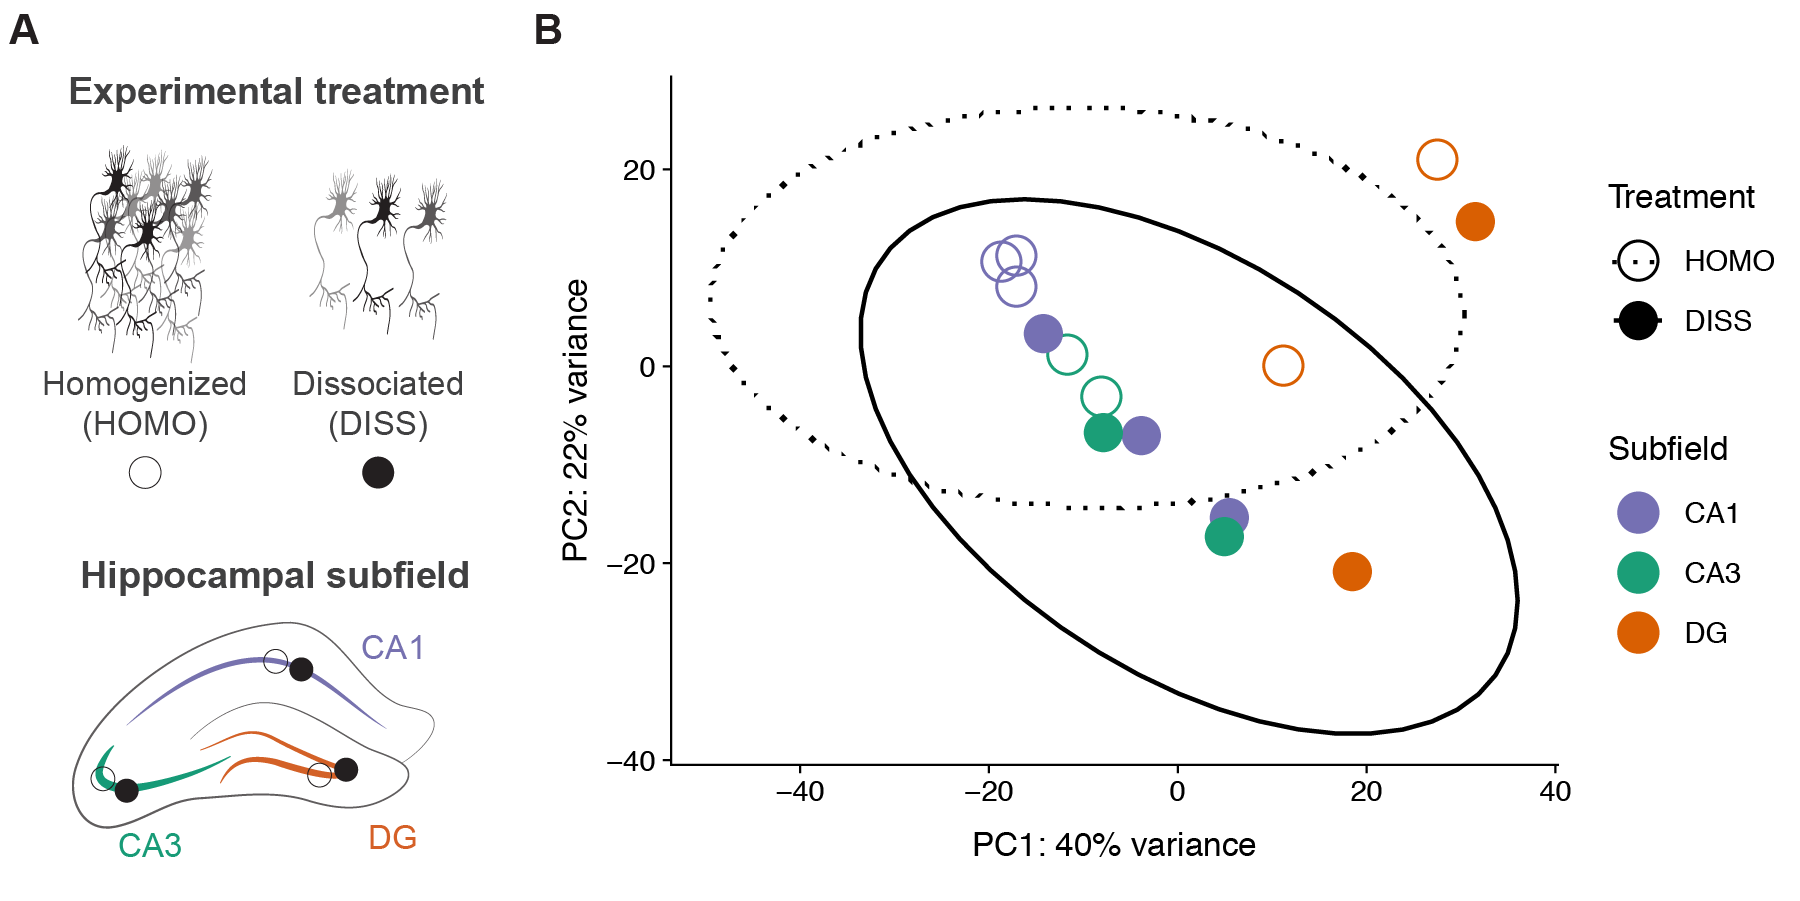 A
Experimental treatment
Homogenized
(HOMO)
Dissociated
(DISS)
Hippocampal subfield
CA1
CA3
DG
B
20
0
−20
−40
PC2: 22% variance
−40
−20
0
20
40
PC1: 40% variance
Treatment
HOMO
DISS
Subfield
CA1
CA3
DG